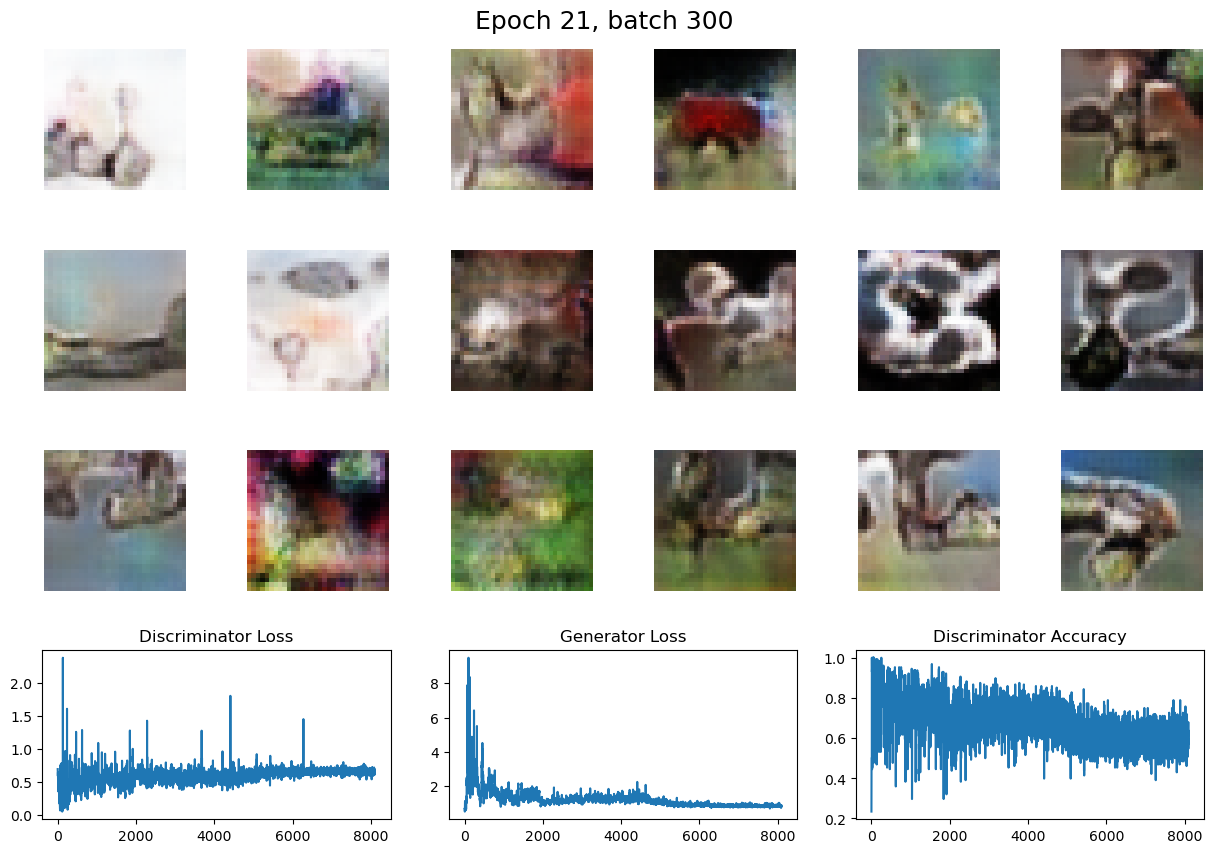 Epoch 21, batch 300
Discriminator Loss
Generator Loss
Discriminator Accuracy
2.0
1.5
1.0
0.5
0.0
0 2000 4000 6000 8000
8
6
4
2
0 2000 4000 6000 8000
1.0
0.8
0.6
0.4
0.2
0 2000 4000 6000 8000